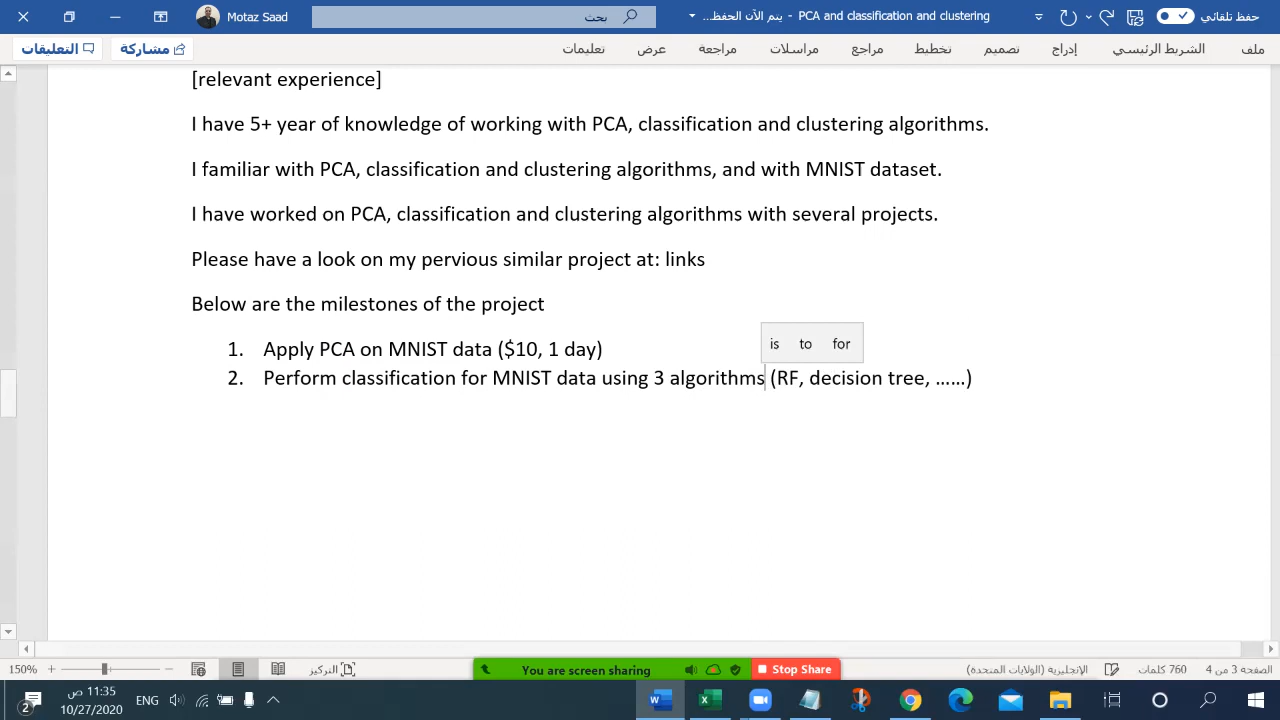 حفظ تلقائي
PCA and classification and clustering - يتم الآن الحفظ...
بحث
Motaz Saad
ملف الشريط الرئيسي إدراج تصميم تخطيط مراجع مراسلات مراجعة عرض تعليمات
مشاركة التعليقات
[relevant experience]
I have 5+ year of knowledge of working with PCA, classification and clustering algorithms.
I familiar with PCA, classification and clustering algorithms, and with MNIST dataset.
I have worked on PCA, classification and clustering algorithms with several projects.
Please have a look on my pervious similar project at: links
Below are the milestones of the project
is to for
1. Apply PCA on MNIST data ($10, 1 day)
2. Perform classification for MNIST data using 3 algorithms (RF, decision tree, ......)
الصفحة 3 من 4 760 كلمات الإنجليزية (الولايات المتحدة)
You are screen sharing Stop Share
التركيز
150%
ENG
11:35 ص
10/27/2020
2